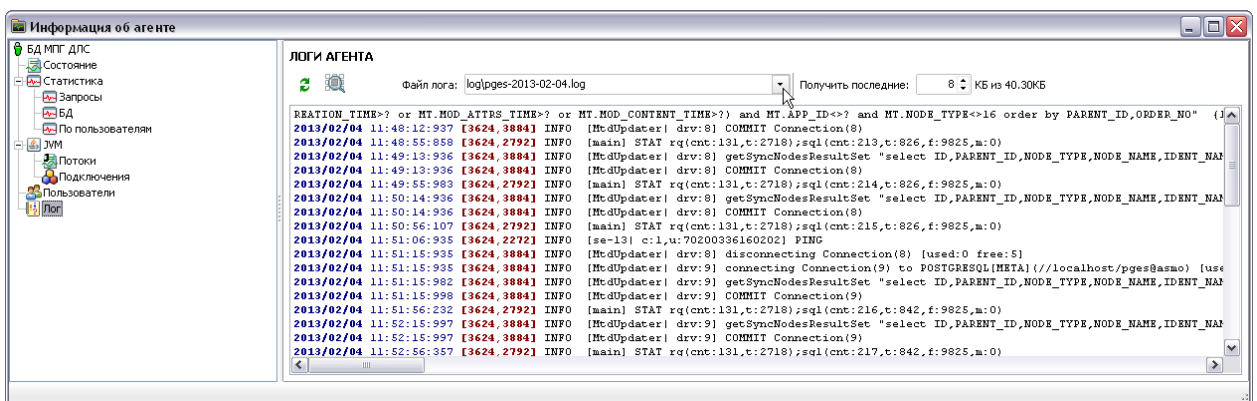 Информация об агенте
БД МПГ ДЛС
Состояние
Статистика
Запросы
БД
По пользователям
JVM
Потоки
Подключения
Пользователи
Лог
ЛОГИ АГЕНТА
Файл лога: log\pges-2013-02-04.log Получить последние: 8 КБ из 40.30КБ
REATION_TIME>? or MT.MOD_ATTRS_TIME>? or MT.MOD_CONTENT_TIME>?) and MT.APP_ID<>? and MT.NODE_TYPE<>16 order by PARENT_ID,ORDER_NO" {1
2013/02/04 11:48:12:937 [3624,3884] INFO [MtdUpdater| drv:8] COMMIT Connection(8)
2013/02/04 11:48:55:858 [3624,2792] INFO [main] STAT rq(cnt:131,t:2718);sql(cnt:213,t:826,f:9825,m:0)
2013/02/04 11:49:13:936 [3624,3884] INFO [MtdUpdater| drv:8] getSyncNodesResultSet "select ID,PARENT_ID,NODE_TYPE,NODE_NAME,IDENT_NAM
2013/02/04 11:49:13:936 [3624,3884] INFO [MtdUpdater| drv:8] COMMIT Connection(8)
2013/02/04 11:49:55:983 [3624,2792] INFO [main] STAT rq(cnt:131,t:2718);sql(cnt:214,t:826,f:9825,m:0)
2013/02/04 11:50:14:936 [3624,3884] INFO [MtdUpdater| drv:8] getSyncNodesResultSet "select ID,PARENT_ID,NODE_TYPE,NODE_NAME,IDENT_NAM
2013/02/04 11:50:14:936 [3624,3884] INFO [MtdUpdater| drv:8] COMMIT Connection(8)
2013/02/04 11:50:56:107 [3624,2792] INFO [main] STAT rq(cnt:131,t:2718);sql(cnt:215,t:826,f:9825,m:0)
2013/02/04 11:51:06:935 [3624,2272] INFO [se-13| c:1,u:70200336160202] PING
2013/02/04 11:51:15:935 [3624,3884] INFO [MtdUpdater| drv:8] disconnecting Connection(8) [used:0 free:5]
2013/02/04 11:51:15:935 [3624,3884] INFO [MtdUpdater| drv:9] connecting Connection(9) to POSTGRESQL[META](//localhost/pges@asmo) [use
2013/02/04 11:51:15:982 [3624,3884] INFO [MtdUpdater| drv:9] getSyncNodesResultSet "select ID,PARENT_ID,NODE_TYPE,NODE_NAME,IDENT_NAM
2013/02/04 11:51:15:998 [3624,3884] INFO [MtdUpdater| drv:9] COMMIT Connection(9)
2013/02/04 11:51:56:232 [3624,2792] INFO [main] STAT rq(cnt:131,t:2718);sql(cnt:216,t:842,f:9825,m:0)
2013/02/04 11:52:15:997 [3624,3884] INFO [MtdUpdater| drv:9] getSyncNodesResultSet "select ID,PARENT_ID,NODE_TYPE,NODE_NAME,IDENT_NAM
2013/02/04 11:52:15:997 [3624,3884] INFO [MtdUpdater| drv:9] COMMIT Connection(9)
2013/02/04 11:52:56:357 [3624,2792] INFO [main] STAT rq(cnt:131,t:2718);sql(cnt:217,t:842,f:9825,m:0)